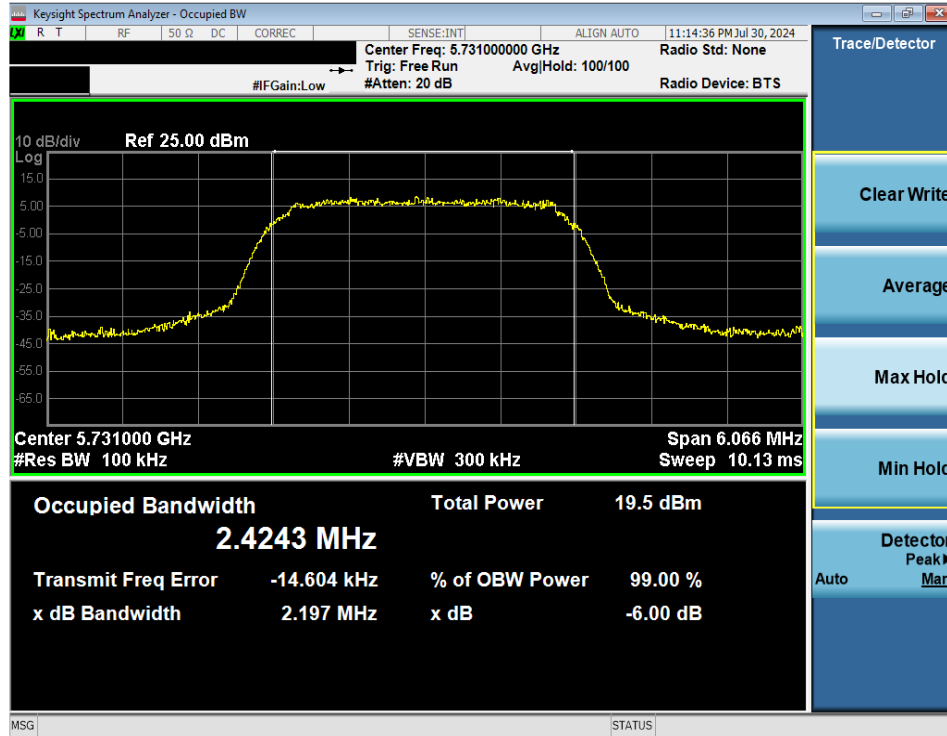 Keysight Spectrum Analyzer - Occupied BW
LXI R T RF 50 Ω DC CORREC SENSE:INT ALIGN AUTO 11:14:36 PM Jul 30, 2024
Center Freq: 5.731000000 GHz Radio Std: None
Trig: Free Run Avg|Hold: 100/100
#IFGain:Low #Atten: 20 dB Radio Device: BTS
Trace/Detector
10 dB/div Ref 25.00 dBm
Log
15.0
5.00
-5.00
-15.0
-25.0
-35.0
-45.0
-55.0
-65.0
Center 5.731000 GHz Span 6.066 MHz
#Res BW 100 kHz #VBW 300 kHz Sweep 10.13 ms
Occupied Bandwidth Total Power 19.5 dBm
2.4243 MHz
Transmit Freq Error -14.604 kHz % of OBW Power 99.00 %
x dB Bandwidth 2.197 MHz x dB -6.00 dB
Clear Write
Average
Max Hold
Min Hold
Detector
Peak
Auto Man
MSG STATUS